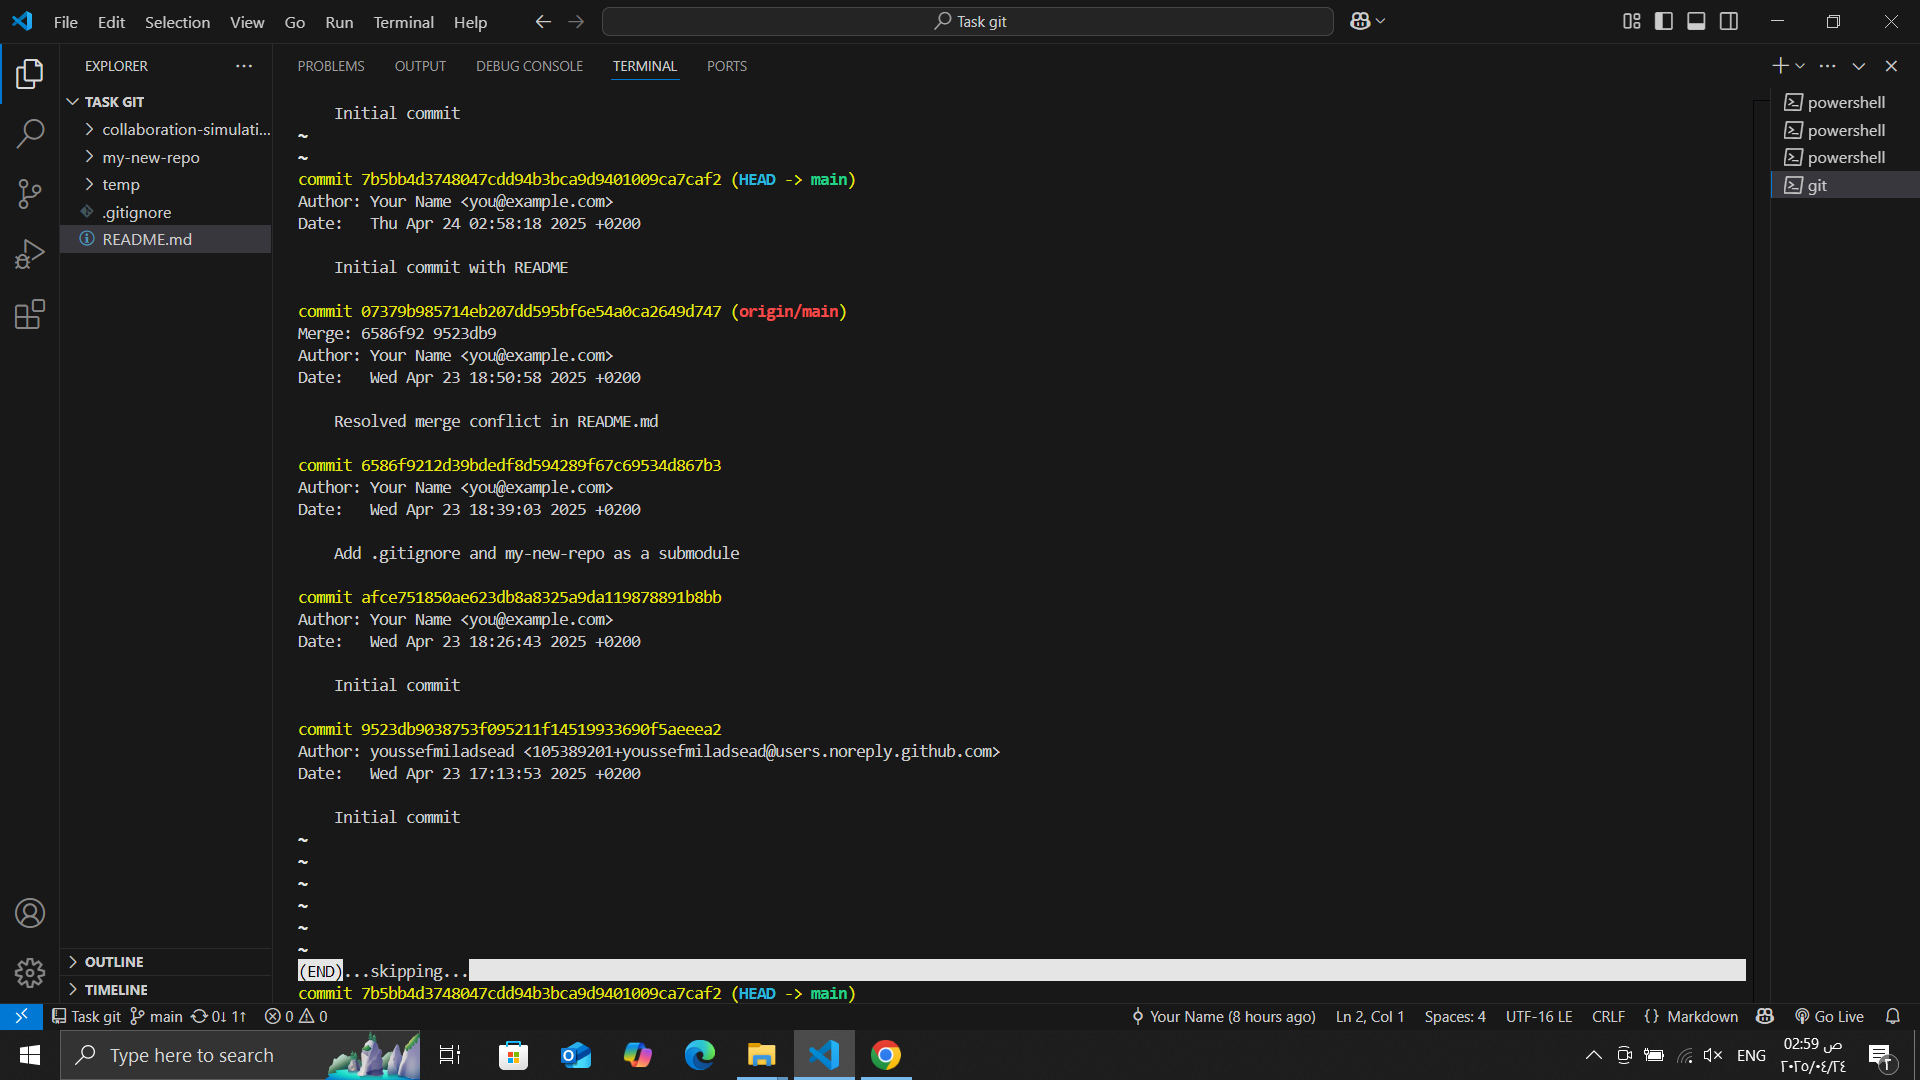 File Edit Selection View Go Run Terminal Help
Task git
EXPLORER
TASK GIT
collaboration-simulati...
my-new-repo
temp
.gitignore
README.md
OUTLINE
TIMELINE
PROBLEMS OUTPUT DEBUG CONSOLE TERMINAL PORTS
Initial commit
~
~
commit 7b5bb4d3748047cdd94b3bca9d9401009ca7caf2 (HEAD -> main)
Author: Your Name <you@example.com>
Date:   Thu Apr 24 02:58:18 2025 +0200
Initial commit with README
commit 07379b985714eb207dd595bf6e54a0ca2649d747 (origin/main)
Merge: 6586f92 9523db9
Author: Your Name <you@example.com>
Date:   Wed Apr 23 18:50:58 2025 +0200
Resolved merge conflict in README.md
commit 6586f9212d39bdedf8d594289f67c69534d867b3
Author: Your Name <you@example.com>
Date:   Wed Apr 23 18:39:03 2025 +0200
Add .gitignore and my-new-repo as a submodule
commit afce751850ae623db8a8325a9da119878891b8bb
Author: Your Name <you@example.com>
Date:   Wed Apr 23 18:26:43 2025 +0200
Initial commit
commit 9523db9038753f095211f14519933690f5aeeea2
Author: youssefmiladsead <105389201+youssefmiladsead@users.noreply.github.com>
Date:   Wed Apr 23 17:13:53 2025 +0200
Initial commit
~
~
~
~
~
~
(END)...skipping...
commit 7b5bb4d3748047cdd94b3bca9d9401009ca7caf2 (HEAD -> main)
powershell
powershell
powershell
git
Task git main 0↓ 1↑ 0 0 Your Name (8 hours ago) Ln 2, Col 1 Spaces: 4 UTF-16 LE CRLF {} Markdown Go Live
Type here to search
ENG
02:59 ص
٢٠٢٥/٠٤/٢٤
٢